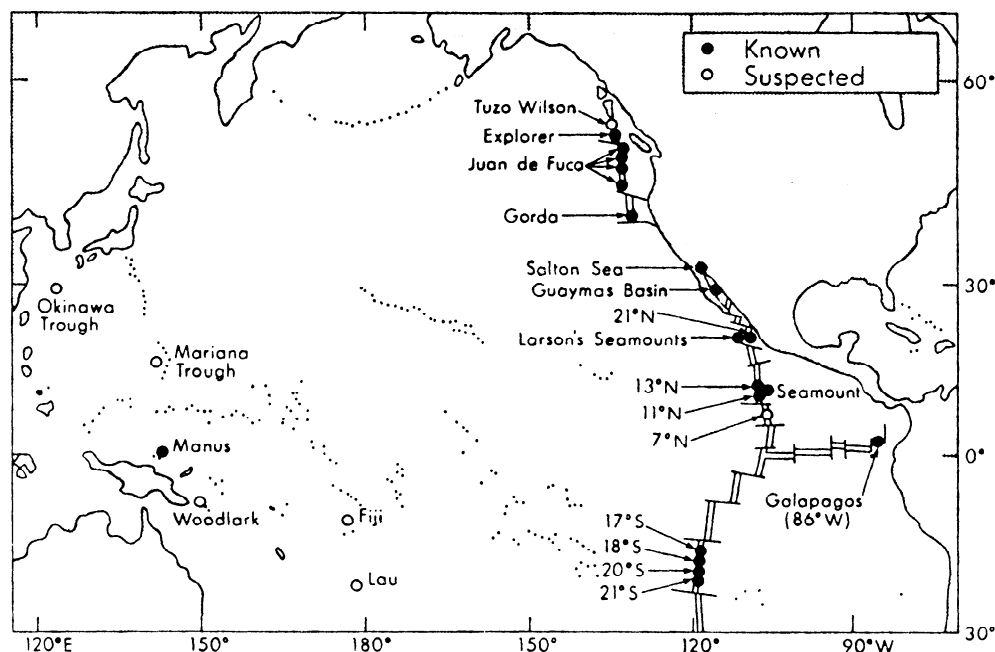 Known
Suspected
60°
Tuzo Wilson
Explorer
Juan de Fuca
Gorda
Salton Sea
30°
Guaymas Basin
Okinawa
Trough
21°N
Larson's Seamounts
Mariana
Trough
13°N
Seamount
11°N
7°N
Manus
0°
Galapagos
(86°W)
Woodlark
Fiji
17°S
18°S
20°S
Lau
21°S
30°
120°E
150°
180°
150°
120°
90°W